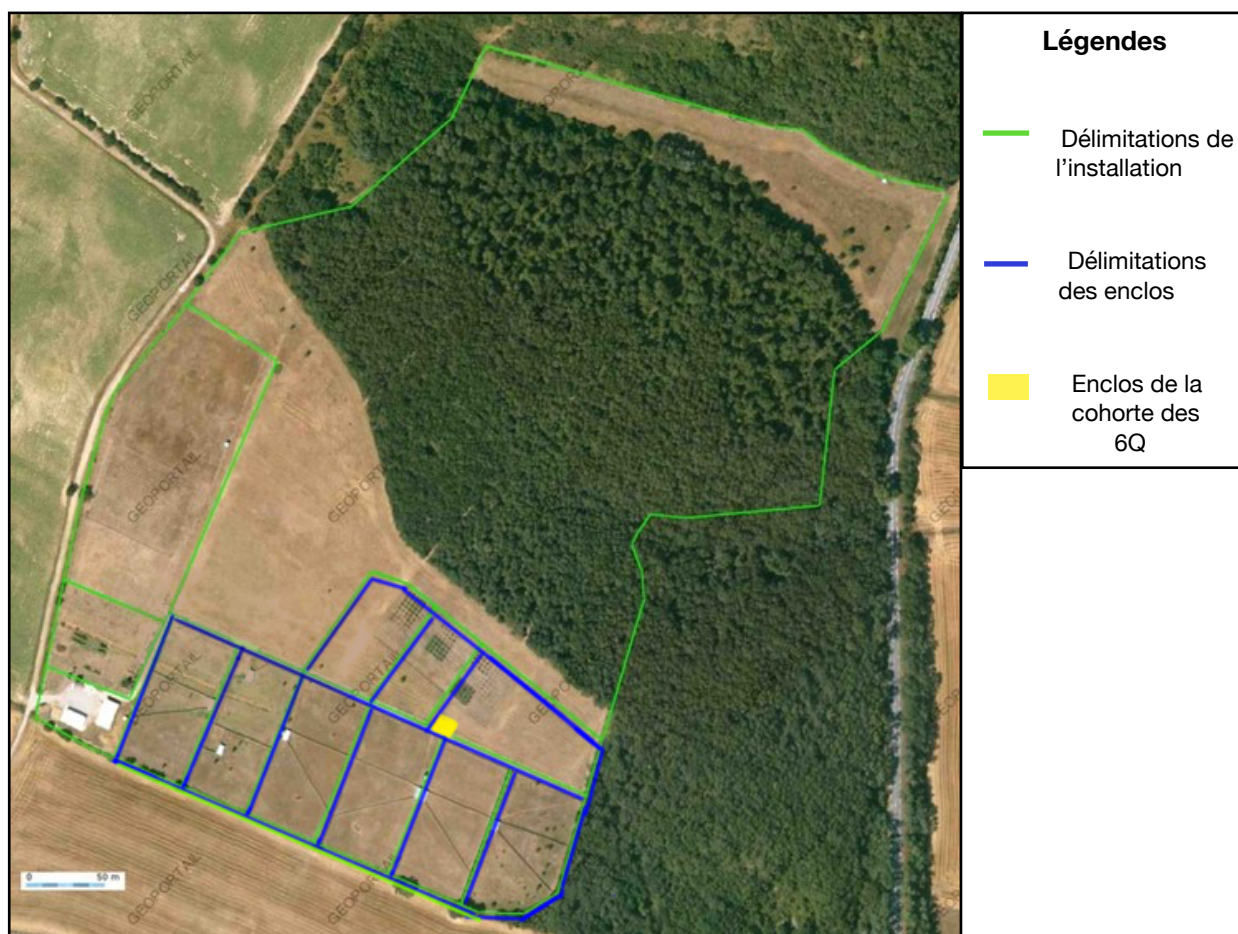 Légendes
Délimitations de
l’installation
Délimitations
des enclos
Enclos de la
cohorte des
6Q
GEOPORTAIL
GEOPORTAIL
GEOPORTAIL
GEOPORTAIL
GEOPORTAIL
GEOPORTAIL
GEOPORTAIL
GEOPORTAIL
GEOPORTAIL
GEOPORTAIL
0 50 m